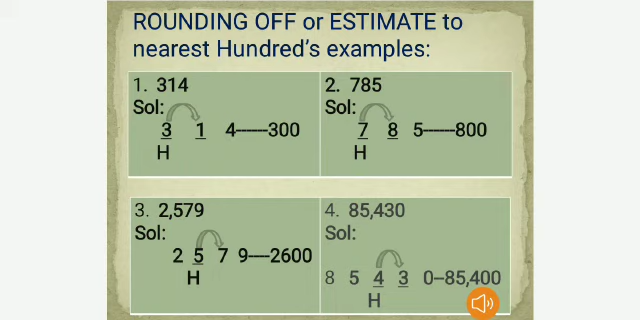 ROUNDING OFF or ESTIMATE to
nearest Hundred's examples:
1. 314
Sol:
3 1 4------300
H
2. 785
Sol:
7 8 5------800
H
3. 2,579
Sol:
2 5 7 9----2600
H
4. 85,430
Sol:
8 5 4 3 0–85,400
H